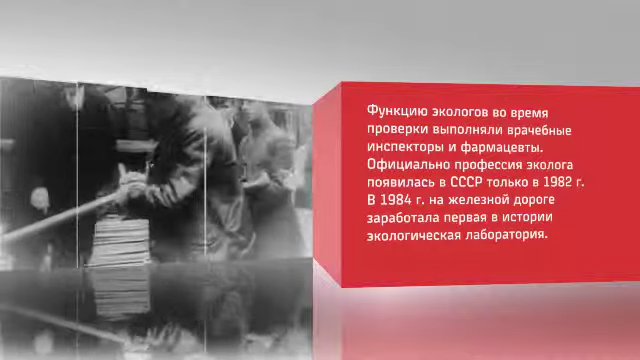 Функцию экологов во время
проверки выполняли врачебные
инспекторы и фармацевты.
Официально профессия эколога
появилась в СССР только в 1982 г.
В 1984 г. на железной дороге
заработала первая в истории
экологическая лаборатория.